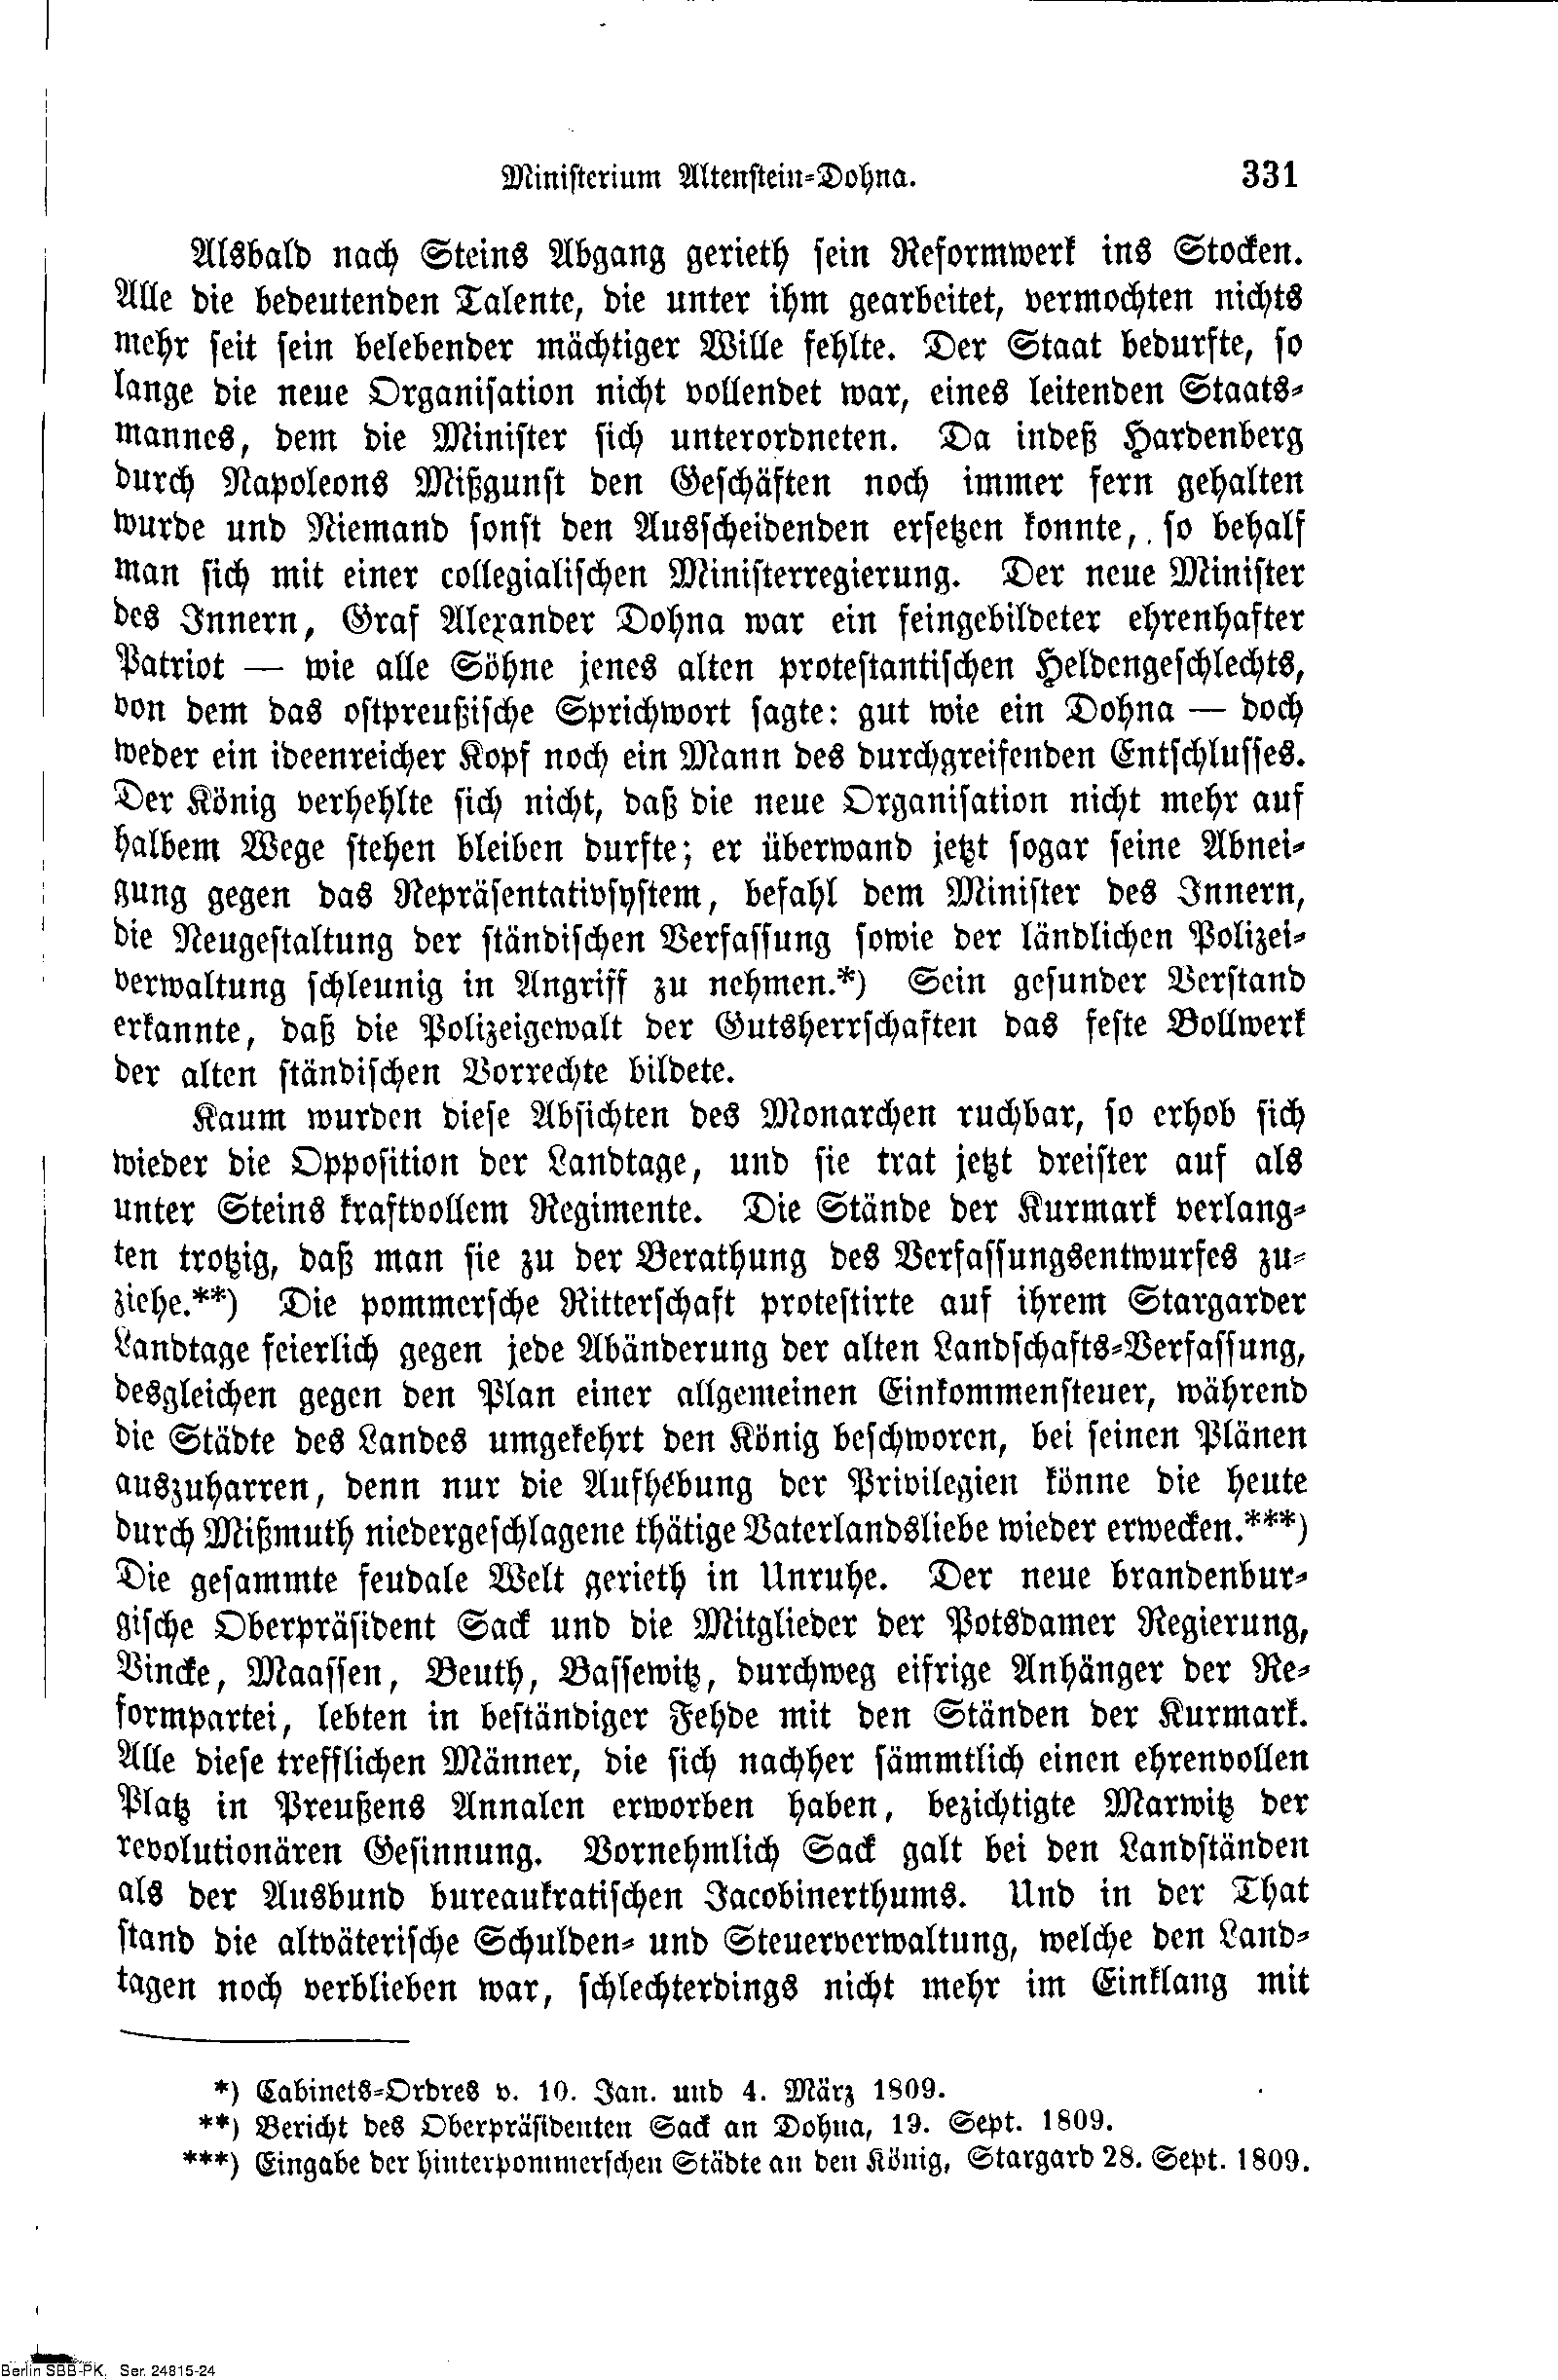 Ministerium Altenstein-Dohna. 331
Alsbald nach Steins Abgang gerieth sein Reformwerk ins Stocken.
Alle die bedeutenden Talente, die unter ihm gearbeitet, vermochten nichts
mehr seit sein belebender mächtiger Wille fehlte. Der Staat bedurfte, so
lange die neue Organisation nicht vollendet war, eines leitenden Staats-
mannes, dem die Minister sich unterordneten. Da indeß Hardenberg
durch Napoleons Mißgunst den Geschäften noch immer fern gehalten
wurde und Niemand sonst den Ausscheidenden ersetzen konnte, so behalf
man sich mit einer collegialischen Ministerregierung. Der neue Minister
des Innern, Graf Alexander Dohna war ein feingebildeter ehrenhafter
Patriot — wie alle Söhne jenes alten protestantischen Heldengeschlechts,
von dem das ostpreußische Sprichwort sagte: gut wie ein Dohna — doch
weder ein ideenreicher Kopf noch ein Mann des durchgreifenden Entschlusses.
Der König verhehlte sich nicht, daß die neue Organisation nicht mehr auf
halbem Wege stehen bleiben durfte; er überwand jetzt sogar seine Abnei-
gung gegen das Repräsentativsystem, befahl dem Minister des Innern,
die Neugestaltung der ständischen Verfassung sowie der ländlichen Polizei-
verwaltung schleunig in Angriff zu nehmen.*) Sein gesunder Verstand
erkannte, daß die Polizeigewalt der Gutsherrschaften das feste Bollwerk
der alten ständischen Vorrechte bildete.
Kaum wurden diese Absichten des Monarchen ruchbar, so erhob sich
wieder die Opposition der Landtage, und sie trat jetzt dreister auf als
unter Steins kraftvollem Regimente. Die Stände der Kurmark verlang-
ten trotzig, daß man sie zu der Berathung des Verfassungsentwurfes zu-
ziehe.**) Die pommersche Ritterschaft protestirte auf ihrem Stargarder
Landtage feierlich gegen jede Abänderung der alten Landschafts-Verfassung,
desgleichen gegen den Plan einer allgemeinen Einkommensteuer, während
die Städte des Landes umgekehrt den König beschworen, bei seinen Plänen
auszuharren, denn nur die Aufhebung der Privilegien könne die heute
durch Mißmuth niedergeschlagene thätige Vaterlandsliebe wieder erwecken.***)
Die gesammte feudale Welt gerieth in Unruhe. Der neue brandenbur-
gische Oberpräsident Sack und die Mitglieder der Potsdamer Regierung,
Vincke, Maassen, Beuth, Bassewitz, durchweg eifrige Anhänger der Re-
formpartei, lebten in beständiger Fehde mit den Ständen der Kurmark.
Alle diese trefflichen Männer, die sich nachher sämmtlich einen ehrenvollen
Platz in Preußens Annalen erworben haben, bezichtigte Marwitz der
revolutionären Gesinnung. Vornehmlich Sack galt bei den Landständen
als der Ausbund bureaukratischen Jacobinerthums. Und in der That
stand die altväterische Schulden- und Steuerverwaltung, welche den Land-
tagen noch verblieben war, schlechterdings nicht mehr im Einklang mit
*) Cabinets-Ordres v. 10. Jan. und 4. März 1809.
**) Bericht des Oberpräsidenten Sack an Dohna, 19. Sept. 1809.
***) Eingabe der hinterpommerschen Städte an den König, Stargard 28. Sept. 1809.
Berlin SBB-PK, Ser. 24815-24